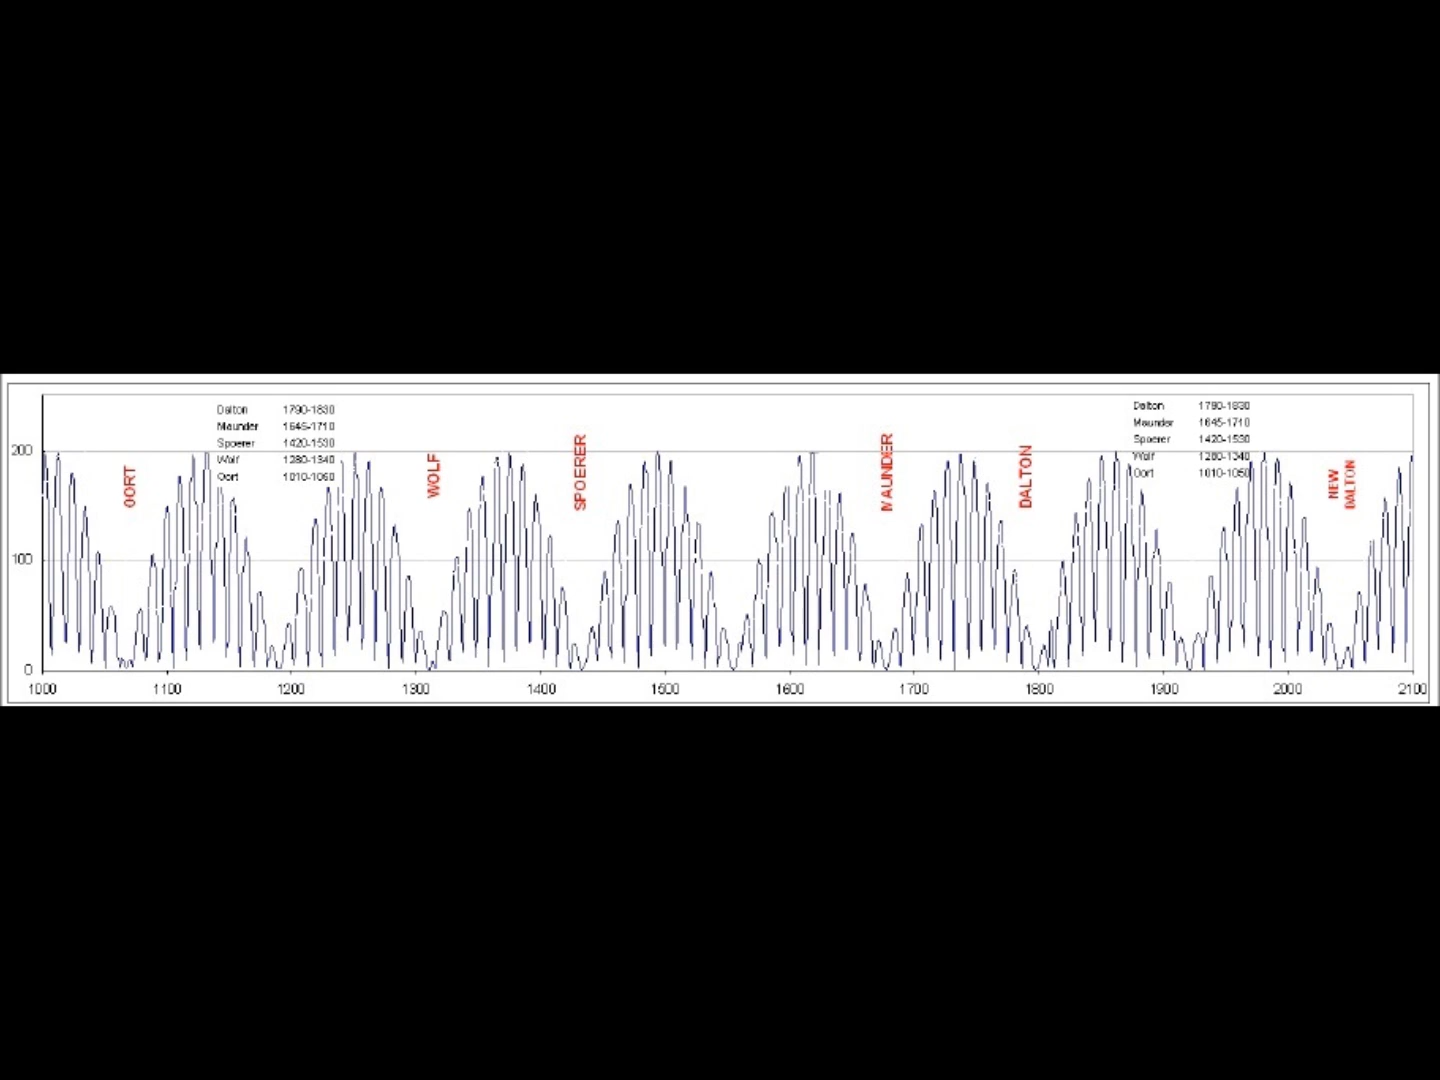 Dalton 1790-1830
Maunder 1645-1710
Spoerer 1420-1530
Wolf 1280-1340
Oort 1010-1060
Dalton 1790-1830
Maunder 1645-1710
Spoerer 1420-1530
Wolf 1280-1340
Oort 1010-1050
OORT
WOLF
SPOERER
MAUNDER
DALTON
NEW
DALTON
200
100
0
1000 1100 1200 1300 1400 1500 1600 1700 1800 1900 2000 2100